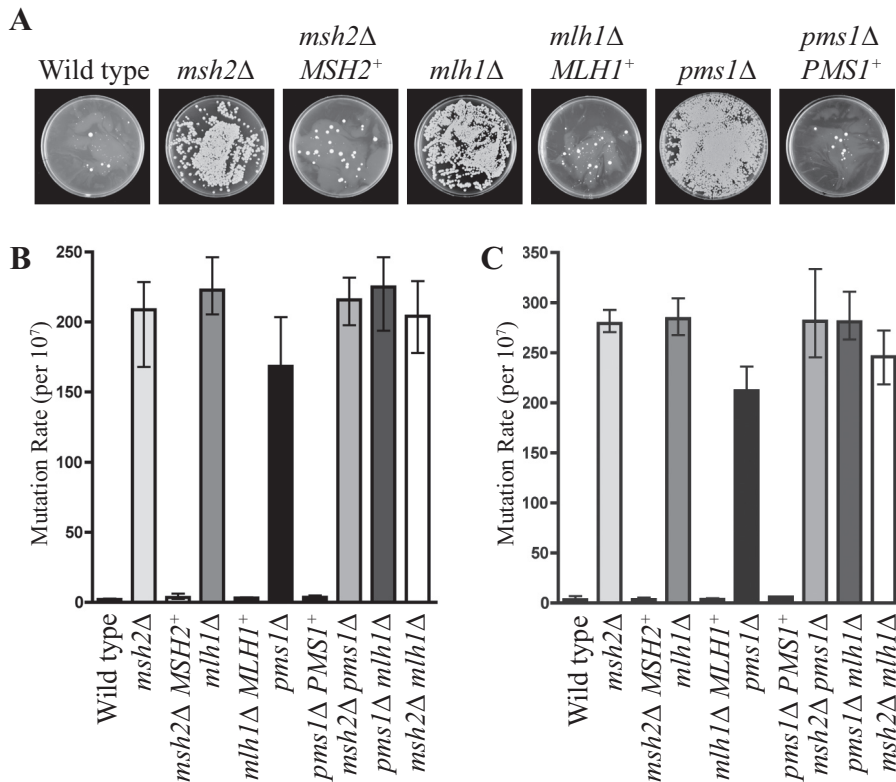 A
Wild type
msh2Δ
msh2Δ
MSH2⁺
mlh1Δ
mlh1Δ
MLH1⁺
pms1Δ
pms1Δ
PMS1⁺
B
Mutation Rate (per 10⁷)
250
200
150
100
50
0
Wild type
msh2Δ
msh2Δ MSH2⁺
mlh1Δ
mlh1Δ MLH1⁺
pms1Δ
pms1Δ PMS1⁺
msh2Δ pms1Δ
pms1Δ mlh1Δ
msh2Δ mlh1Δ
C
Mutation Rate (per 10⁷)
350
300
250
200
150
100
50
0
Wild type
msh2Δ
msh2Δ MSH2⁺
mlh1Δ
mlh1Δ MLH1⁺
pms1Δ
pms1Δ PMS1⁺
msh2Δ pms1Δ
pms1Δ mlh1Δ
msh2Δ mlh1Δ